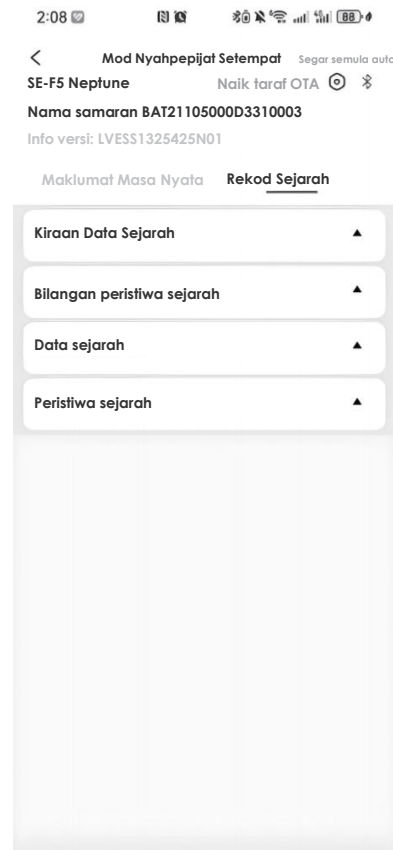 2:08 88
Mod Nyahpepijat Setempat Segar semula auto
SE-F5 Neptune Naik taraf OTA
Nama samaran BAT21105000D3310003
Info versi: LVESS1325425N01
Maklumat Masa Nyata Rekod Sejarah
Kiraan Data Sejarah
Bilangan peristiwa sejarah
Data sejarah
Peristiwa sejarah